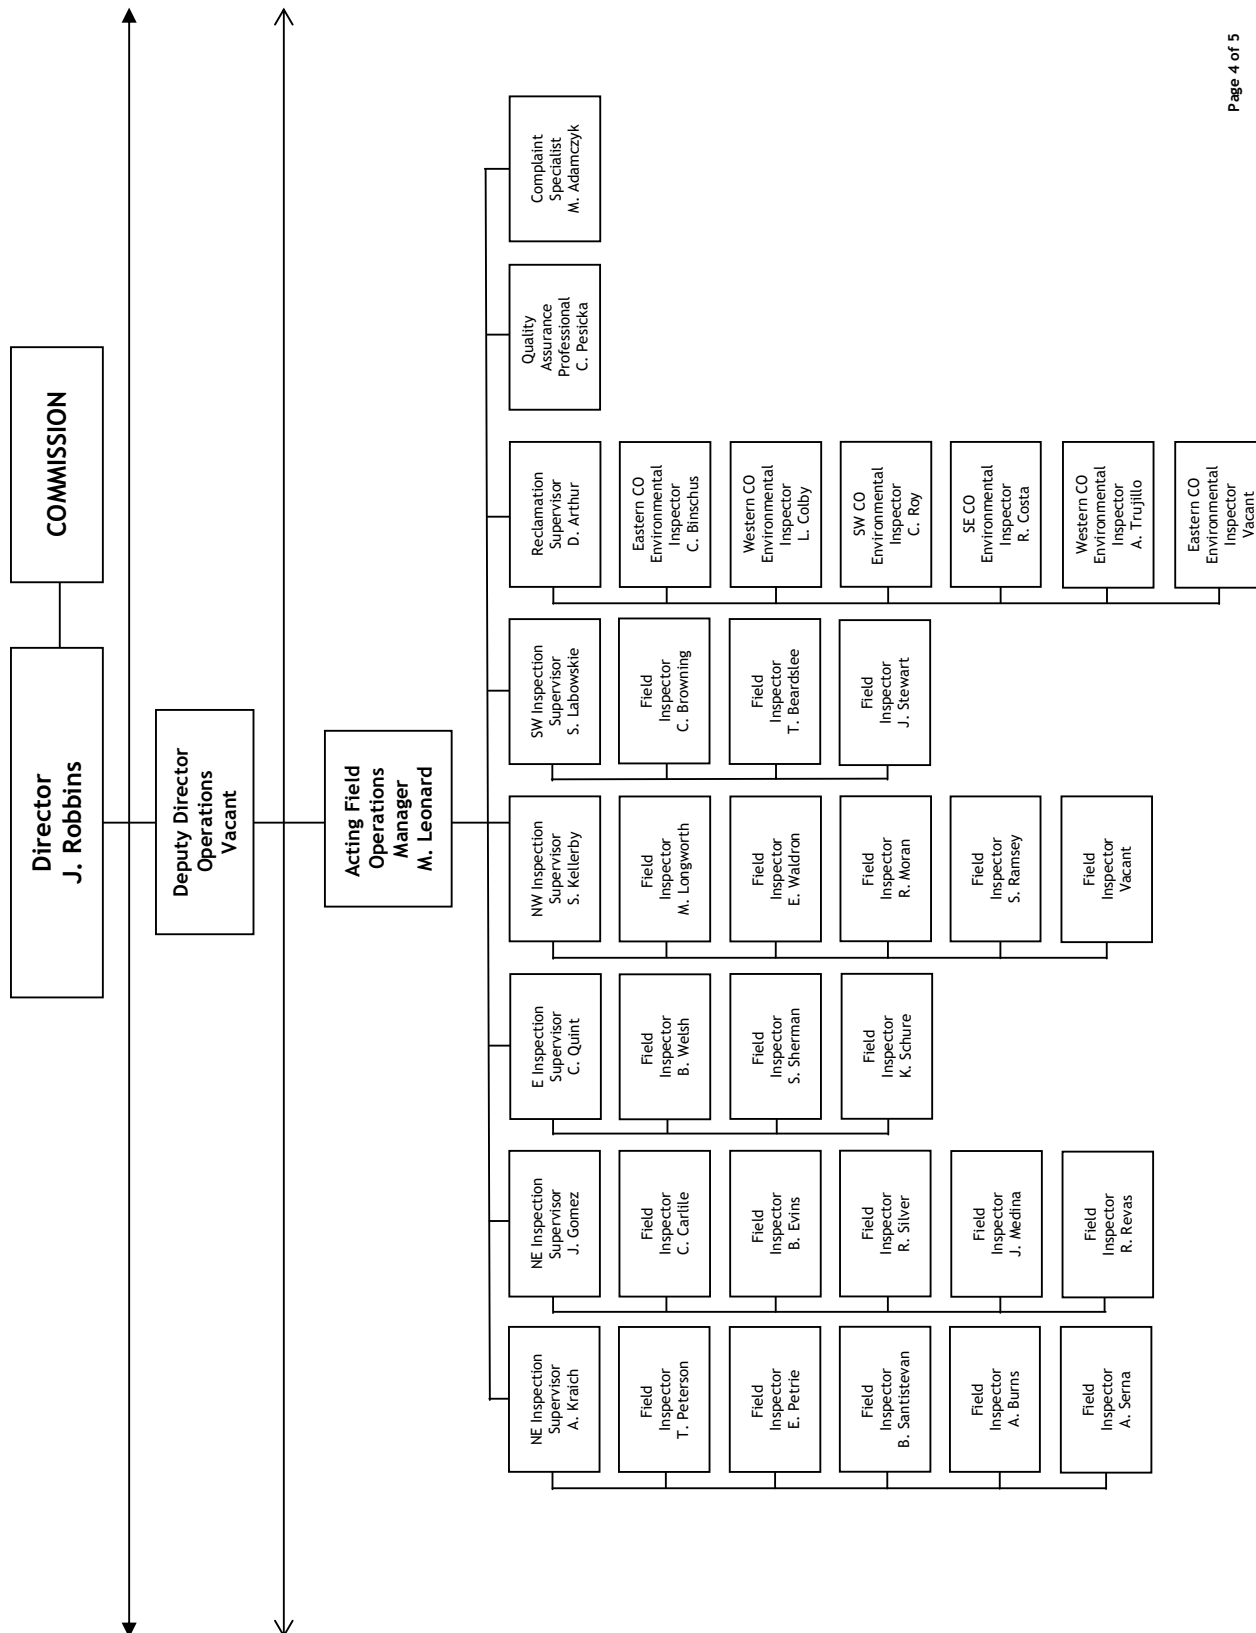 COMMISSION
Director
J. Robbins
Deputy Director
Operations
Vacant
Acting Field
Operations
Manager
M. Leonard
NE Inspection
Supervisor
A. Kraich
Field
Inspector
T. Peterson
Field
Inspector
E. Petrie
Field
Inspector
B. Santistevan
Field
Inspector
A. Burns
Field
Inspector
A. Serna
NE Inspection
Supervisor
J. Gomez
Field
Inspector
C. Carlile
Field
Inspector
B. Evins
Field
Inspector
R. Silver
Field
Inspector
J. Medina
Field
Inspector
R. Revas
E Inspection
Supervisor
C. Quint
Field
Inspector
B. Welsh
Field
Inspector
S. Sherman
Field
Inspector
K. Schure
NW Inspection
Supervisor
S. Kellerby
Field
Inspector
M. Longworth
Field
Inspector
E. Waldron
Field
Inspector
R. Moran
Field
Inspector
S. Ramsey
Field
Inspector
Vacant
SW Inspection
Supervisor
S. Labowskie
Field
Inspector
C. Browning
Field
Inspector
T. Beardslee
Field
Inspector
J. Stewart
Reclamation
Supervisor
D. Arthur
Eastern CO
Environmental
Inspector
C. Binschus
Western CO
Environmental
Inspector
L. Colby
SW CO
Environmental
Inspector
C. Roy
SE CO
Environmental
Inspector
R. Costa
Western CO
Environmental
Inspector
A. Trujillo
Eastern CO
Environmental
Inspector
Vacant
Quality
Assurance
Professional
C. Pesicka
Complaint
Specialist
M. Adamczyk
Page 4 of 5